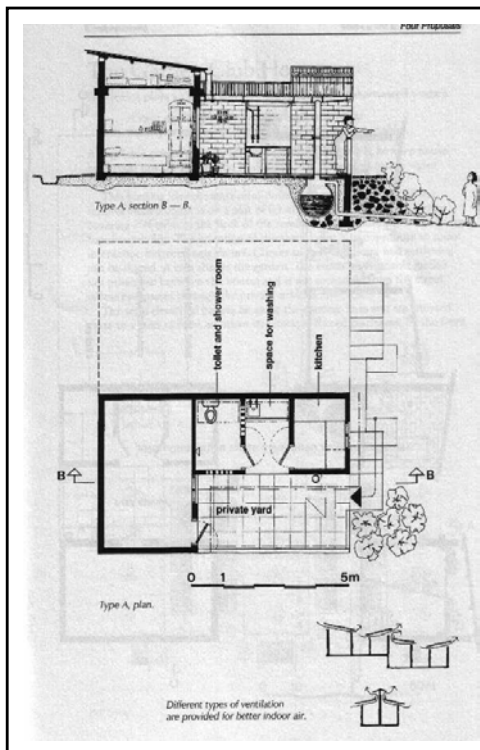 Four Proposals
Type A, section B — B.
toilet and shower room
space for washing
kitchen
B
B
private yard
0 1 5m
Type A, plan.
Different types of ventilation
are provided for better indoor air.